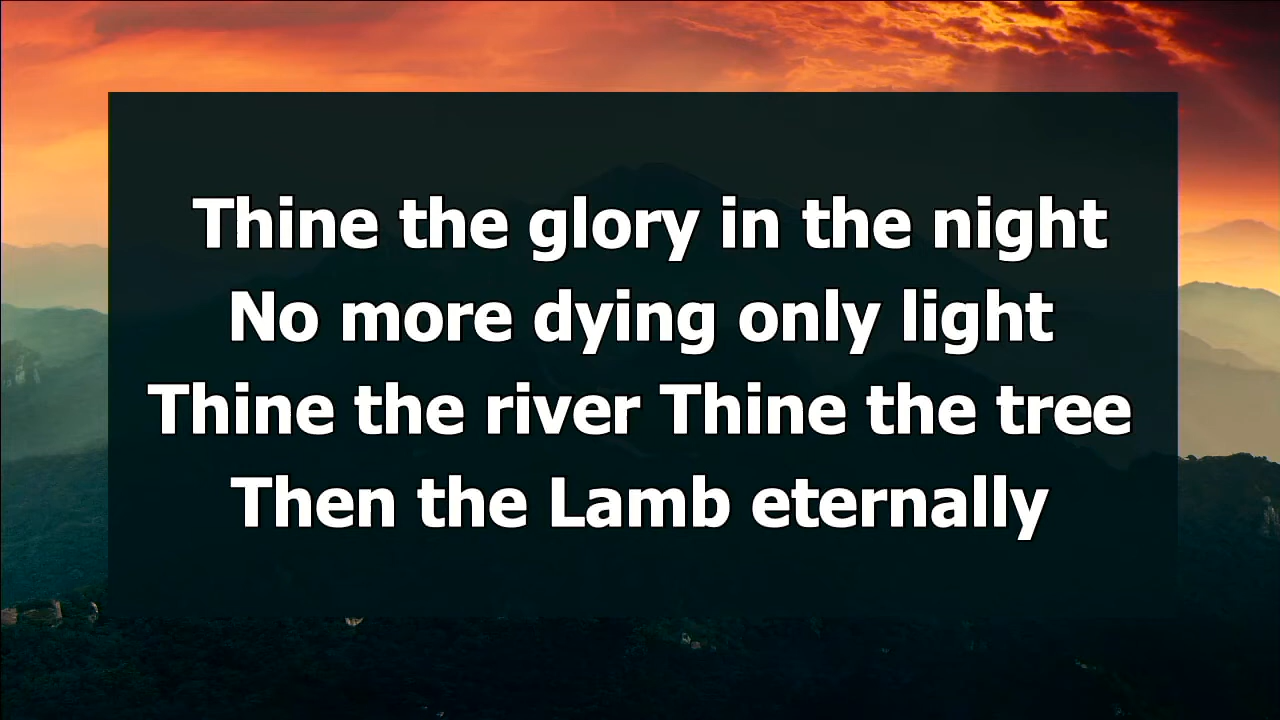 Thine the glory in the night
No more dying only light
Thine the river Thine the tree
Then the Lamb eternally